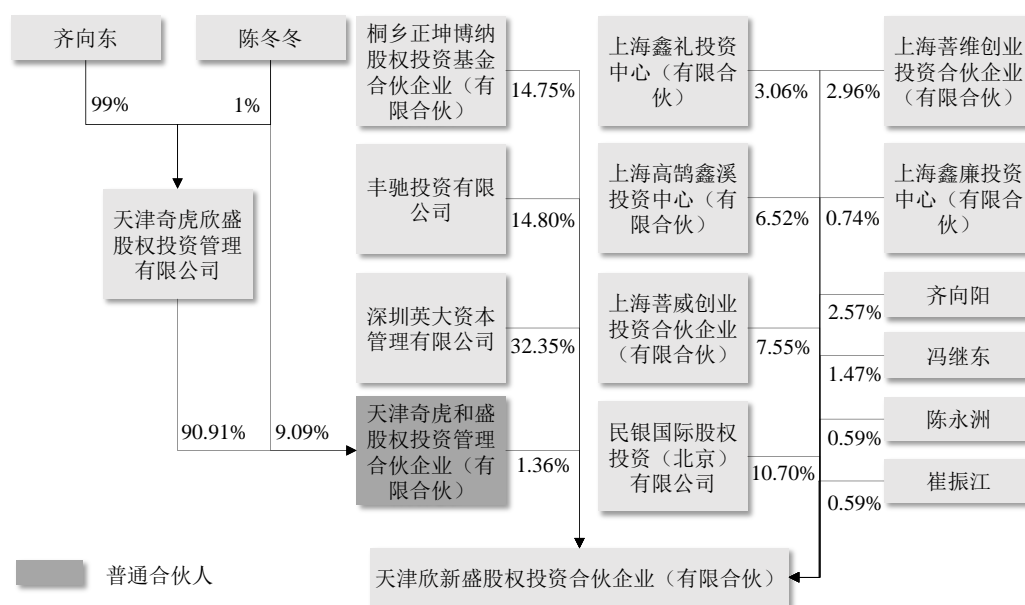 齐向东
陈冬冬
99%
1%
天津奇虎欣盛
股权投资管理
有限公司
90.91%
9.09%
桐乡正坤博纳
股权投资基金
合伙企业（有
限合伙）
14.75%
丰驰投资有限
公司
14.80%
深圳英大资本
管理有限公司
32.35%
天津奇虎和盛
股权投资管理
合伙企业（有
限合伙）
1.36%
上海鑫礼投资
中心（有限合
伙）
3.06%
上海高鹄鑫溪
投资中心（有
限合伙）
6.52%
上海菩威创业
投资合伙企业
（有限合伙）
7.55%
民银国际股权
投资（北京）
有限公司
10.70%
上海菩维创业
投资合伙企业
（有限合伙）
2.96%
上海鑫廉投资
中心（有限合
伙）
0.74%
齐向阳
2.57%
冯继东
1.47%
陈永洲
0.59%
崔振江
0.59%
天津欣新盛股权投资合伙企业（有限合伙）
普通合伙人